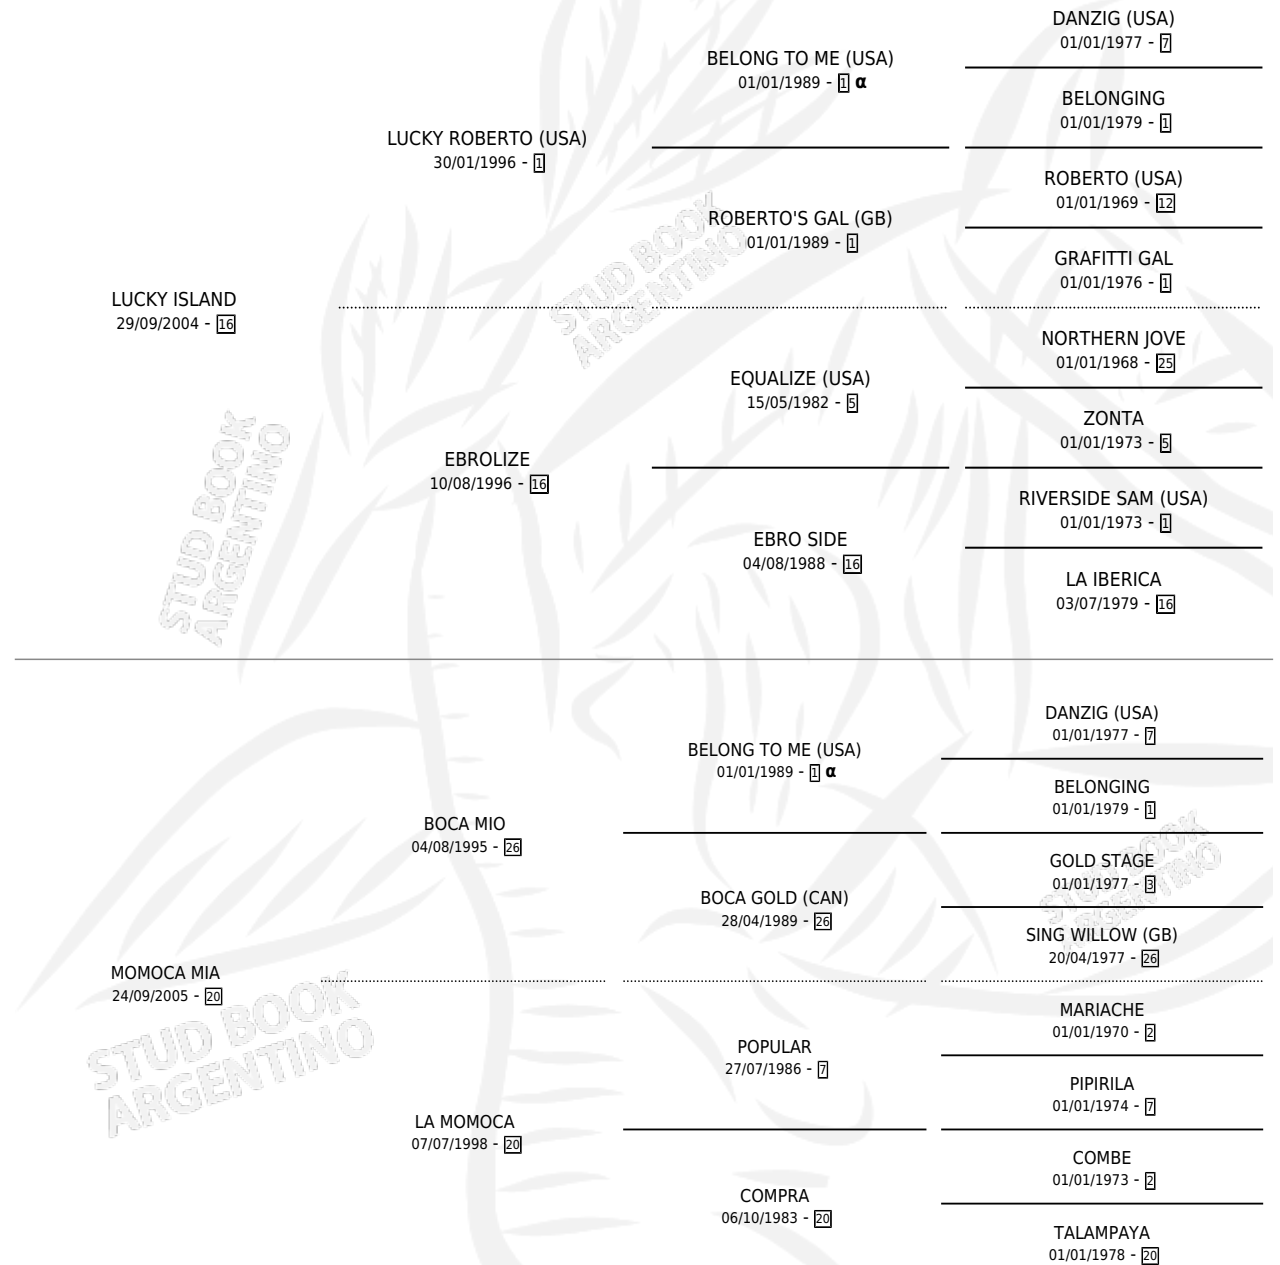 DANZIG (USA)
01/01/1977 - 7
BELONG TO ME (USA)
01/01/1989 - 1 α
BELONGING
01/01/1979 - 1
LUCKY ROBERTO (USA)
30/01/1996 - 1
ROBERTO (USA)
01/01/1969 - 12
ROBERTO'S GAL (GB)
01/01/1989 - 1
GRAFITTI GAL
01/01/1976 - 1
LUCKY ISLAND
29/09/2004 - 16
NORTHERN JOVE
01/01/1968 - 25
EQUALIZE (USA)
15/05/1982 - 5
ZONTA
01/01/1973 - 5
EBROLIZE
10/08/1996 - 16
RIVERSIDE SAM (USA)
01/01/1973 - 1
EBRO SIDE
04/08/1988 - 16
LA IBERICA
03/07/1979 - 16
DANZIG (USA)
01/01/1977 - 7
BELONG TO ME (USA)
01/01/1989 - 1 α
BELONGING
01/01/1979 - 1
BOCA MIO
04/08/1995 - 26
GOLD STAGE
01/01/1977 - 3
BOCA GOLD (CAN)
28/04/1989 - 26
SING WILLOW (GB)
20/04/1977 - 26
MOMOCA MIA
24/09/2005 - 20
MARIACHE
01/01/1970 - 2
POPULAR
27/07/1986 - 7
PIPIRILA
01/01/1974 - 7
LA MOMOCA
07/07/1998 - 20
COMBE
01/01/1973 - 2
COMPRA
06/10/1983 - 20
TALAMPAYA
01/01/1978 - 20
STUD BOOK
ARGENTINO
STUD BOOK
ARGENTINO
STUD BOOK
ARGENTINO
STUD BOOK
ARGENTINO